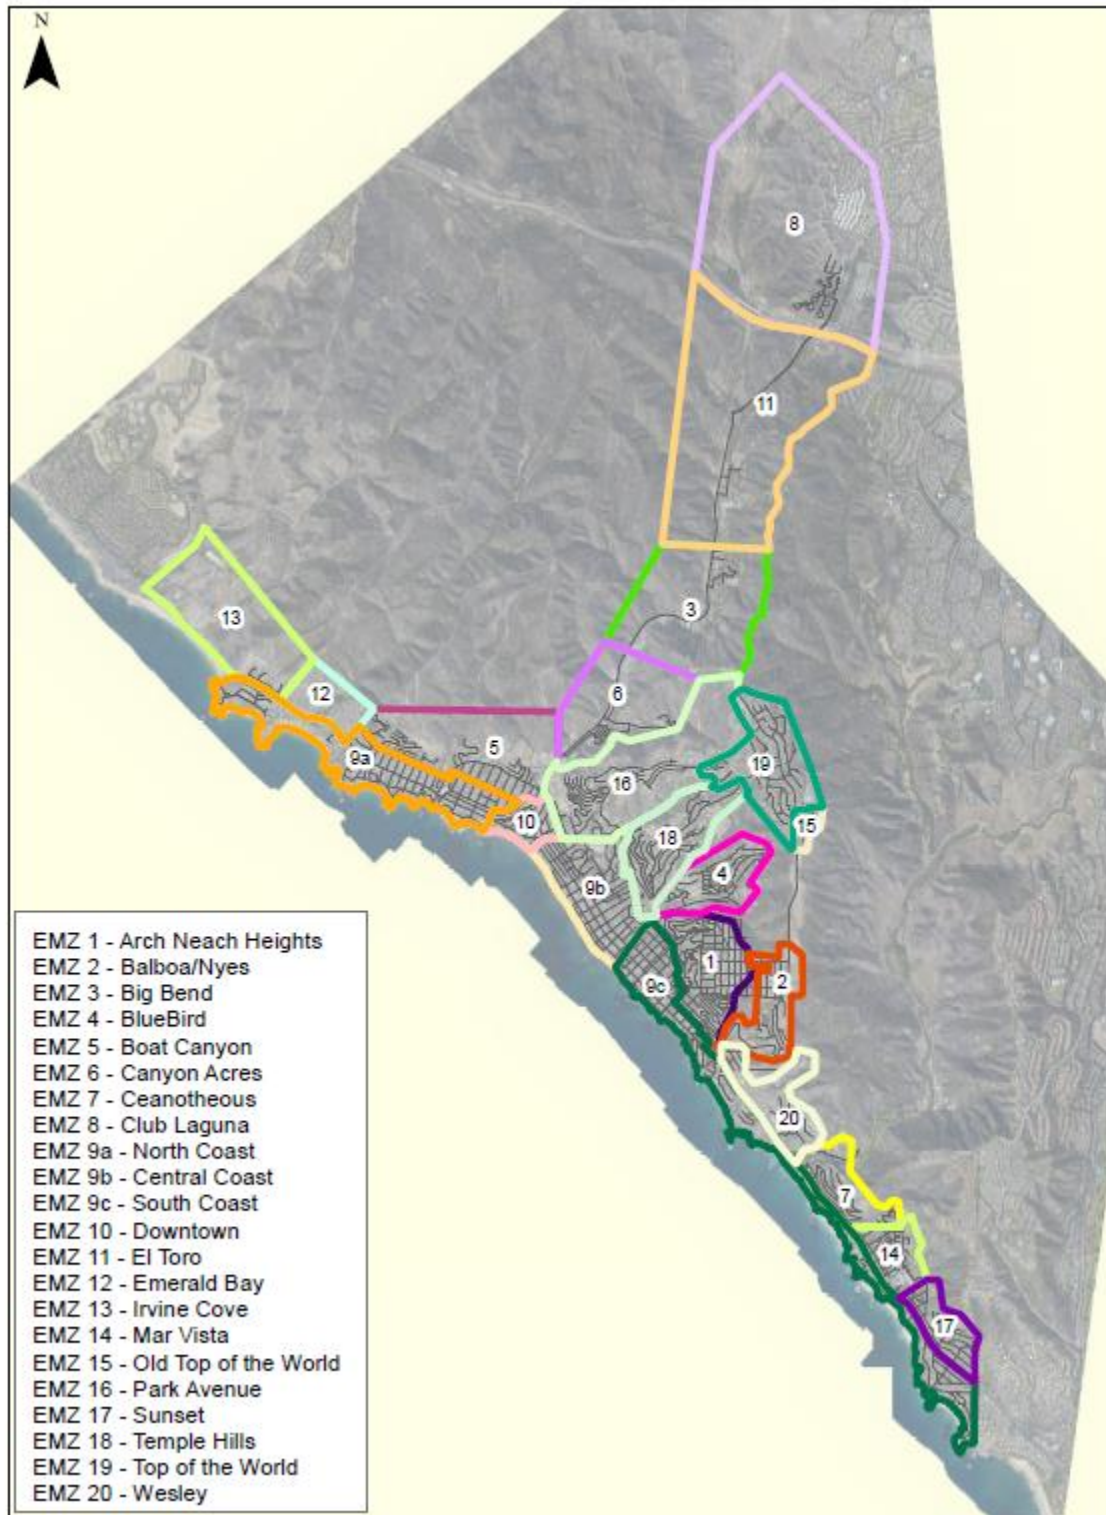 N
8
11
3
13
12
6
5
9a
19
16
10
15
18
4
9b
1
2
9c
20
7
14
17
EMZ 1 - Arch Neach Heights
EMZ 2 - Balboa/Nyes
EMZ 3 - Big Bend
EMZ 4 - BlueBird
EMZ 5 - Boat Canyon
EMZ 6 - Canyon Acres
EMZ 7 - Ceanotheous
EMZ 8 - Club Laguna
EMZ 9a - North Coast
EMZ 9b - Central Coast
EMZ 9c - South Coast
EMZ 10 - Downtown
EMZ 11 - El Toro
EMZ 12 - Emerald Bay
EMZ 13 - Irvine Cove
EMZ 14 - Mar Vista
EMZ 15 - Old Top of the World
EMZ 16 - Park Avenue
EMZ 17 - Sunset
EMZ 18 - Temple Hills
EMZ 19 - Top of the World
EMZ 20 - Wesley